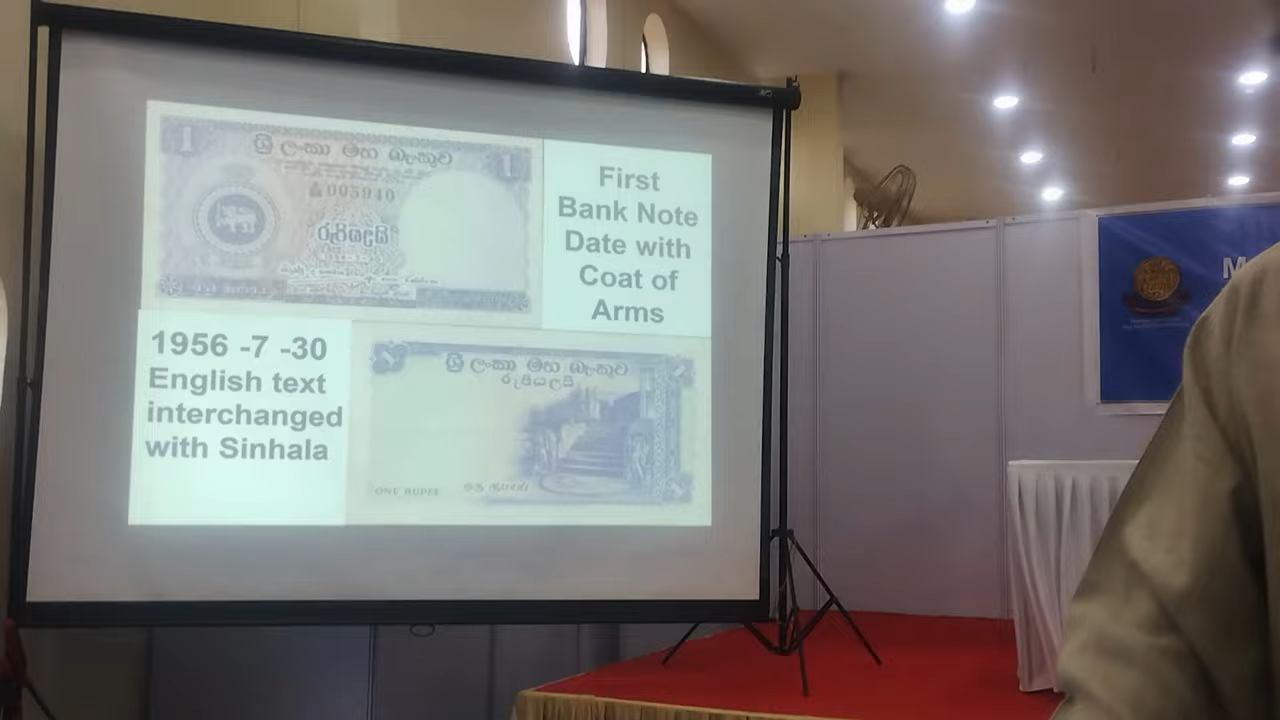 1
ශ්‍රී ලංකා මහ බැංකුව
1
005940
රුපියලයි
First
Bank Note
Date with
Coat of
Arms
1956 -7 -30
English text
interchanged
with Sinhala
ශ්‍රී ලංකා මහ බැංකුව
රුපියලයි
ONE RUPEE
M